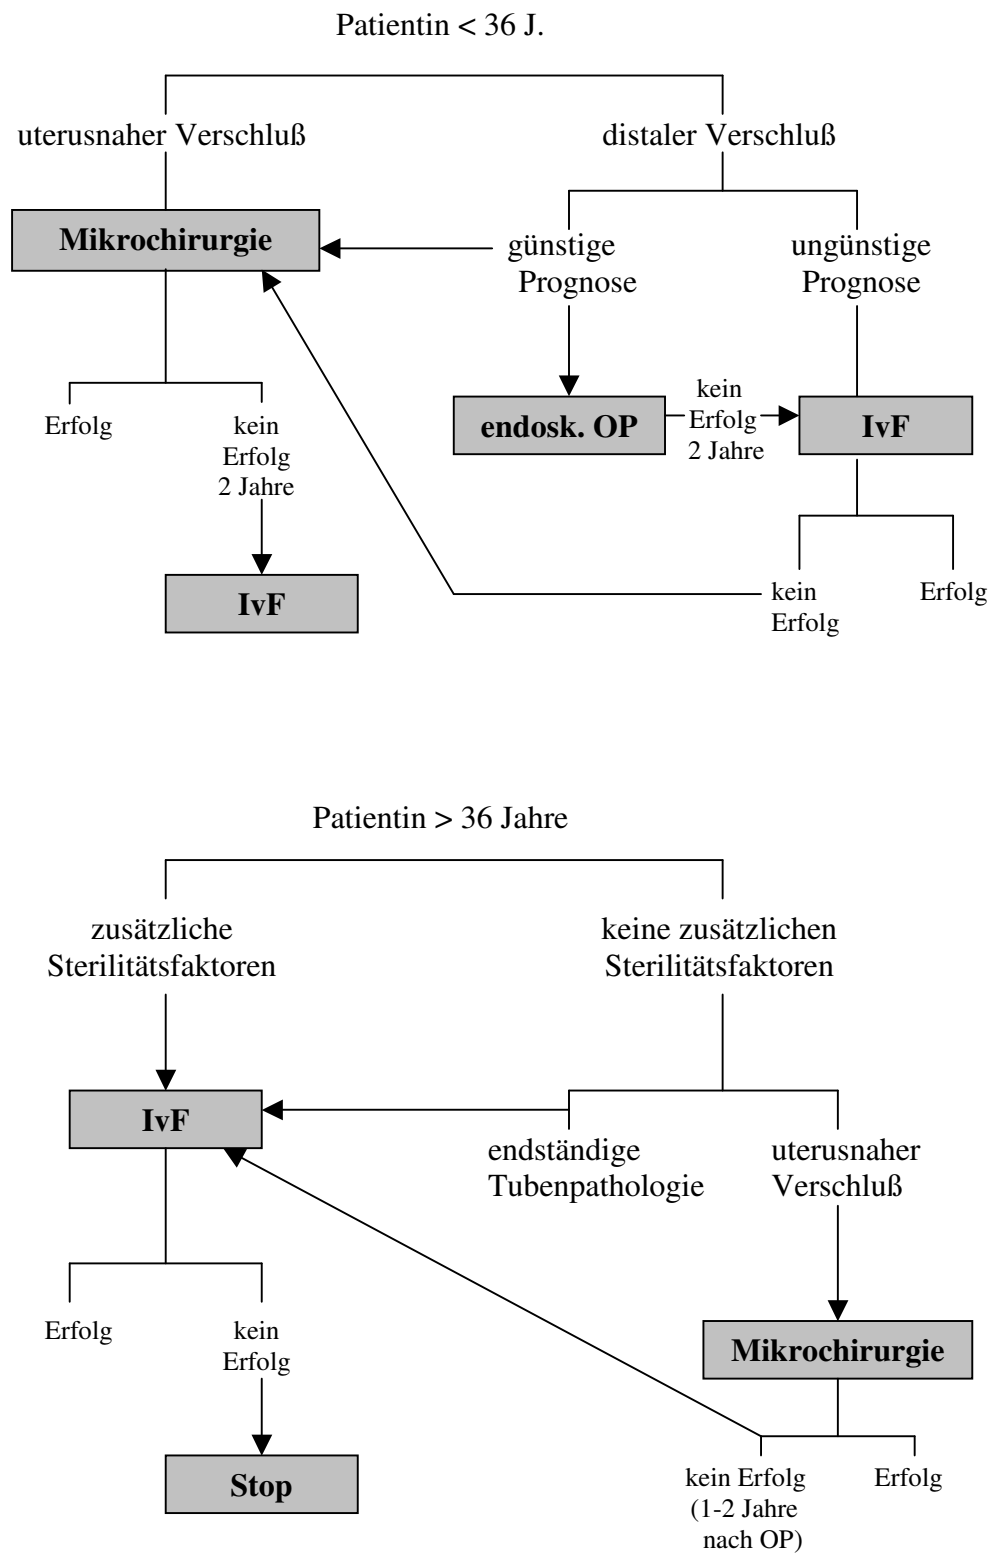 Patientin < 36 J.
uterusnaher Verschluß
distaler Verschluß
Mikrochirurgie
günstige
Prognose
ungünstige
Prognose
Erfolg
kein
Erfolg
2 Jahre
endosk. OP
kein
Erfolg
2 Jahre
IvF
IvF
kein
Erfolg
Erfolg
Patientin > 36 Jahre
zusätzliche
Sterilitätsfaktoren
keine zusätzlichen
Sterilitätsfaktoren
IvF
endständige
Tubenpathologie
uterusnaher
Verschluß
Erfolg
kein
Erfolg
Mikrochirurgie
Stop
kein Erfolg
(1-2 Jahre
nach OP)
Erfolg